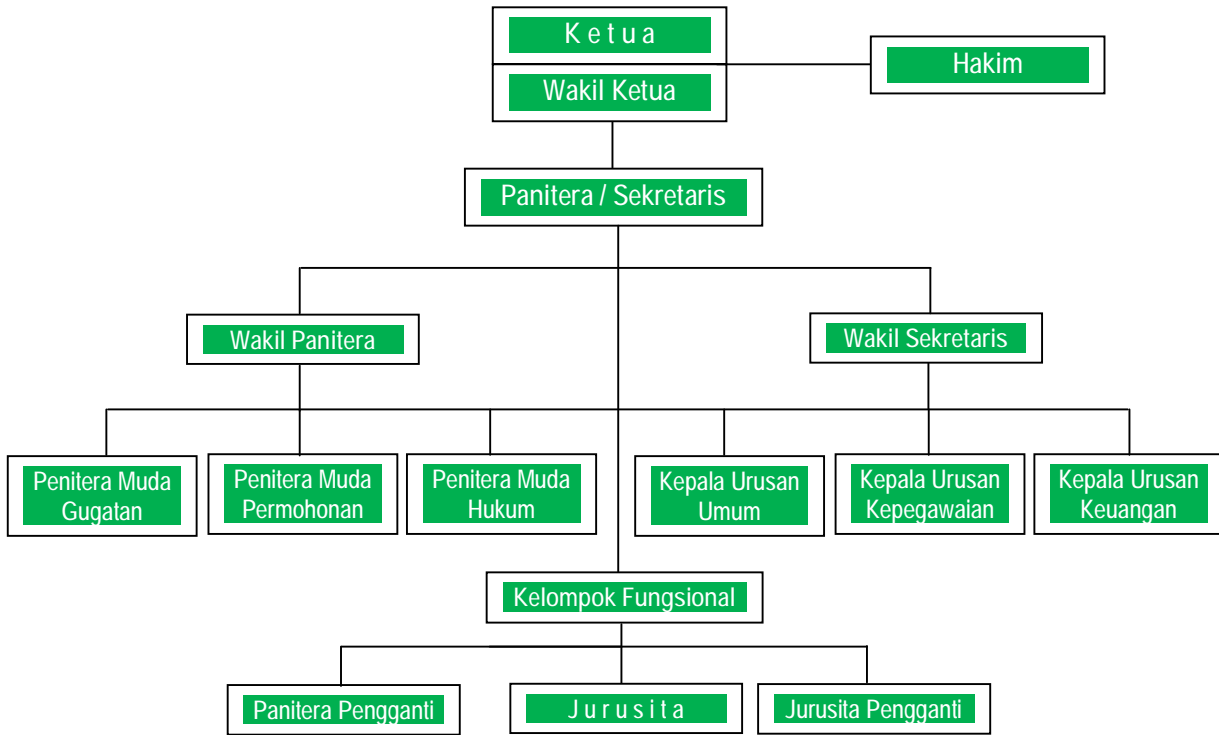 K e t u a
Hakim
Wakil Ketua
Panitera / Sekretaris
Wakil Panitera
Wakil Sekretaris
Penitera Muda
Gugatan
Penitera Muda
Permohonan
Penitera Muda
Hukum
Kepala Urusan
Umum
Kepala Urusan
Kepegawaian
Kepala Urusan
Keuangan
Kelompok Fungsional
Panitera Pengganti
J u r u s i t a
Jurusita Pengganti